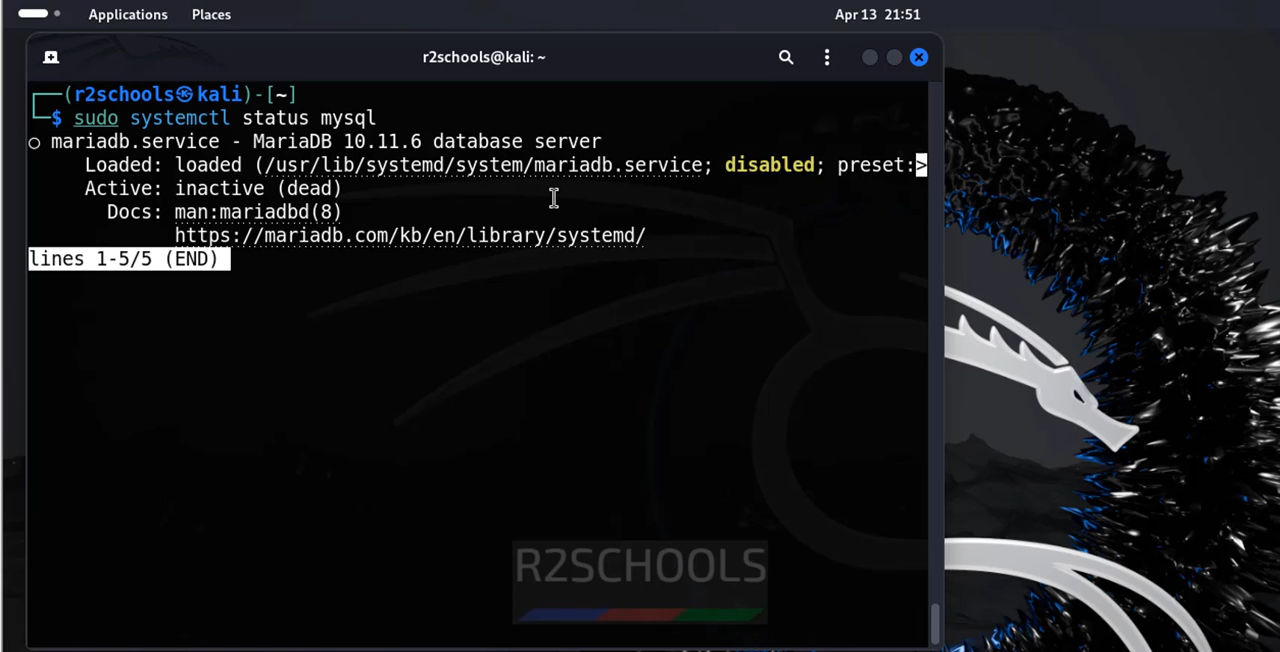 Applications Places Apr 13 21:51
r2schools@kali: ~
┌──(r2schools㉿kali)-[~]
└─$ sudo systemctl status mysql
○ mariadb.service - MariaDB 10.11.6 database server
     Loaded: loaded (/usr/lib/systemd/system/mariadb.service; disabled; preset:>
     Active: inactive (dead)
       Docs: man:mariadbd(8)
             https://mariadb.com/kb/en/library/systemd/
lines 1-5/5 (END)
R2SCHOOLS